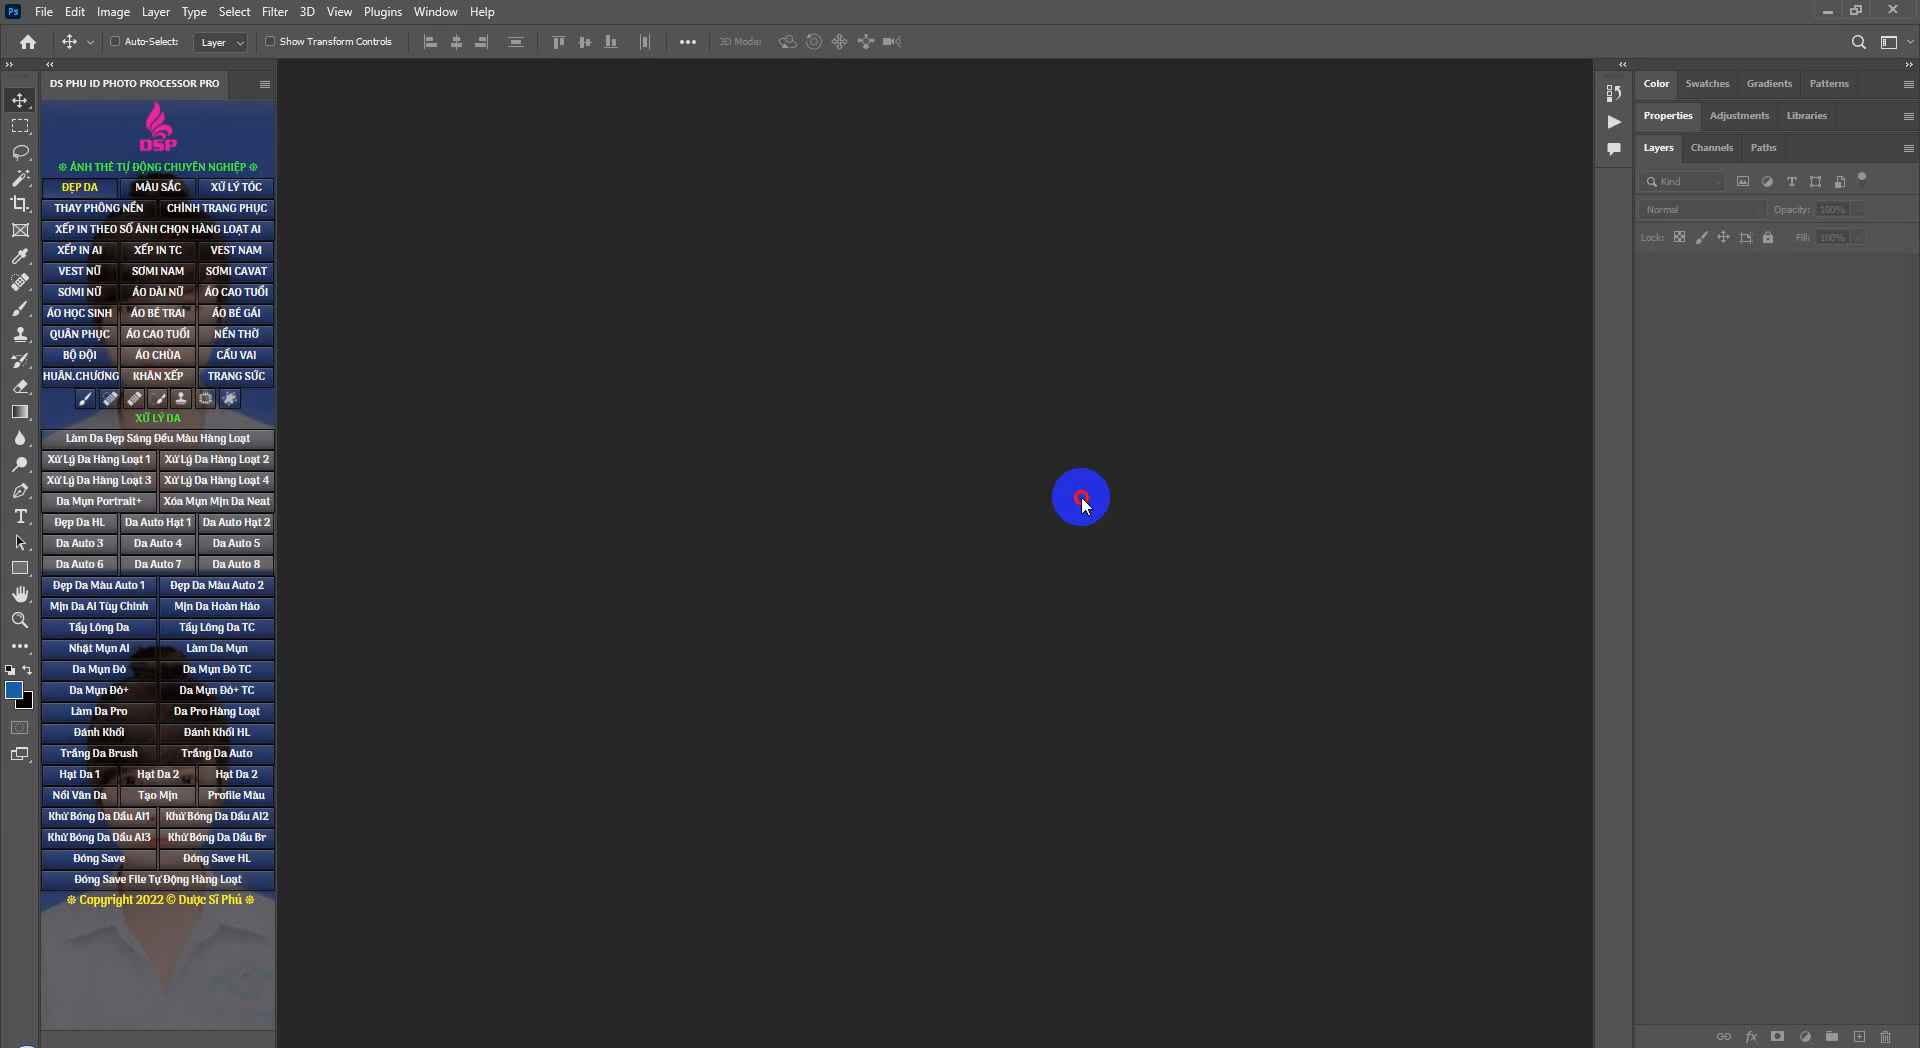 Ps File Edit Image Layer Type Select Filter 3D View Plugins Window Help
Auto-Select: Layer Show Transform Controls 3D Mode:
DS PHU ID PHOTO PROCESSOR PRO
DSP
❊ ẢNH THẺ TỰ ĐỘNG CHUYÊN NGHIỆP ❊
ĐẸP DA MÀU SẮC XỬ LÝ TÓC
THAY PHÔNG NỀN CHỈNH TRANG PHỤC
XẾP IN THEO SỐ ẢNH CHỌN HÀNG LOẠT AI
XẾP IN AI XẾP IN TC VEST NAM
VEST NỮ SƠMI NAM SƠMI CAVAT
SƠMI NỮ ÁO DÀI NỮ ÁO CAO TUỔI
ÁO HỌC SINH ÁO BÉ TRAI ÁO BÉ GÁI
QUÂN PHỤC ÁO CAO TUỔI NỀN THỜ
BỘ ĐỘI ÁO CHÙA CẦU VAI
HUÂN.CHƯƠNG KHĂN XẾP TRANG SỨC
XỬ LÝ DA
Làm Da Đẹp Sáng Đều Màu Hàng Loạt
Xử Lý Da Hàng Loạt 1 Xử Lý Da Hàng Loạt 2
Xử Lý Da Hàng Loạt 3 Xử Lý Da Hàng Loạt 4
Da Mụn Portrait+ Xóa Mụn Mịn Da Neat
Đẹp Da HL Da Auto Hạt 1 Da Auto Hạt 2
Da Auto 3 Da Auto 4 Da Auto 5
Da Auto 6 Da Auto 7 Da Auto 8
Đẹp Da Màu Auto 1 Đẹp Da Màu Auto 2
Mịn Da AI Tùy Chỉnh Mịn Da Hoàn Hảo
Tẩy Lông Da Tẩy Lông Da TC
Nhặt Mụn AI Làm Da Mụn
Da Mụn Đỏ Da Mụn Đỏ TC
Da Mụn Đỏ+ Da Mụn Đỏ+ TC
Làm Da Pro Da Pro Hàng Loạt
Đánh Khối Đánh Khối HL
Trắng Da Brush Trắng Da Auto
Hạt Da 1 Hạt Da 2 Hạt Da 2
Nổi Vân Da Tạo Mịn Profile Màu
Khử Bóng Da Dầu AI1 Khử Bóng Da Dầu AI2
Khử Bóng Da Dầu AI3 Khử Bóng Da Dầu Br
Đóng Save Đóng Save HL
Đóng Save File Tự Động Hàng Loạt
❊ Copyright 2022 © Dược Sĩ Phú ❊
Color Swatches Gradients Patterns
Properties Adjustments Libraries
Layers Channels Paths
Kind
Normal Opacity: 100%
Lock: Fill: 100%
fx